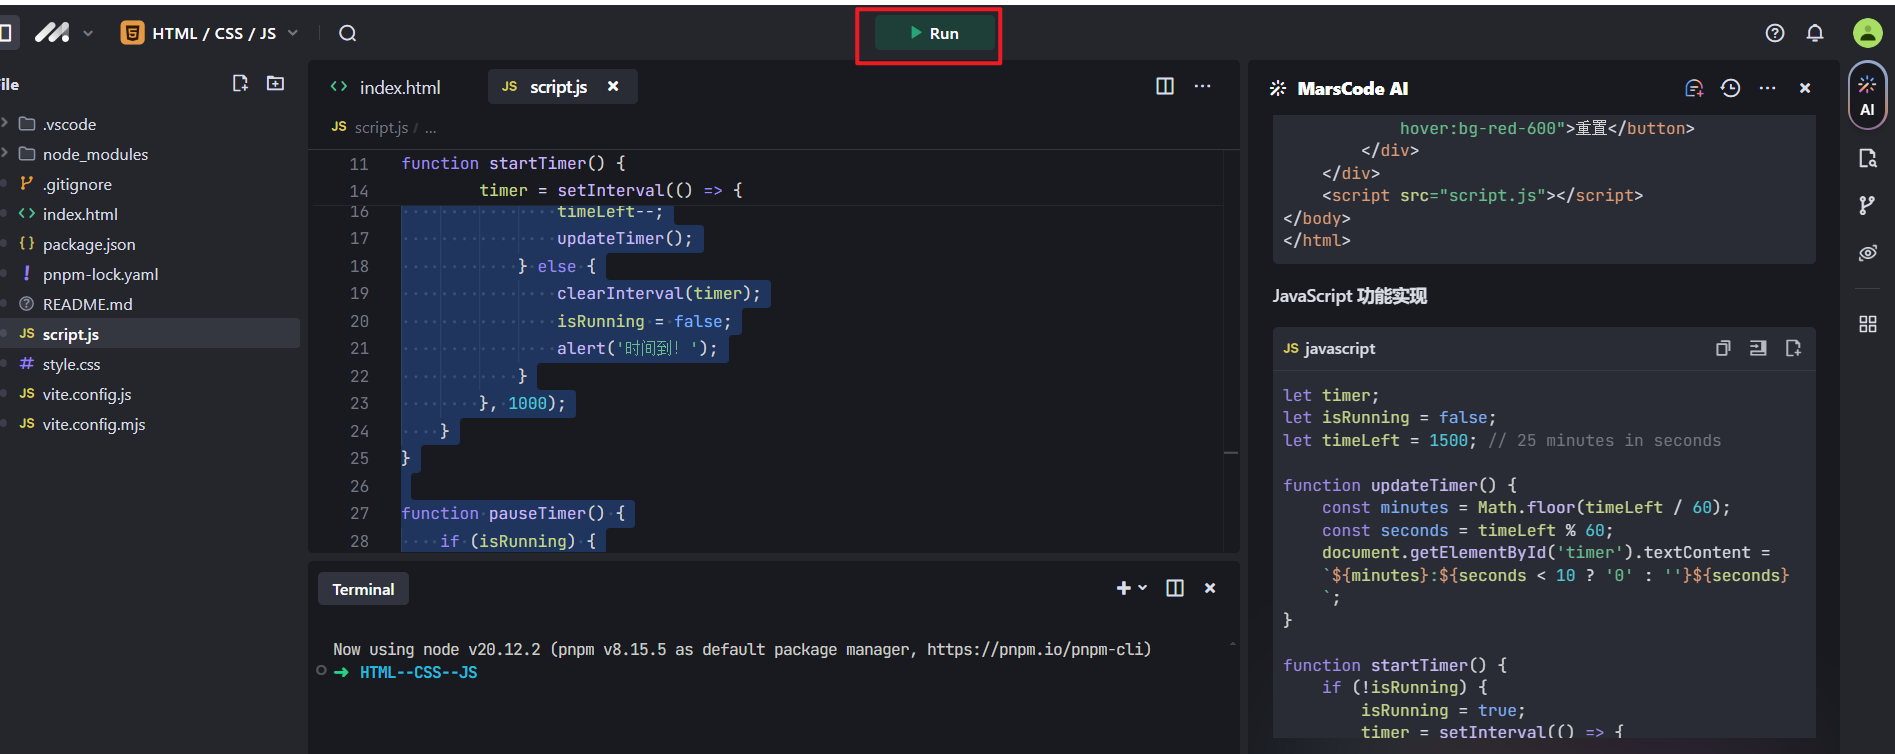 HTML / CSS / JS
Run
ile
.vscode
node_modules
.gitignore
index.html
package.json
pnpm-lock.yaml
README.md
JS script.js
style.css
JS vite.config.js
JS vite.config.mjs
index.html
JS script.js
JS script.js / ...
11 function startTimer() {
14 timer = setInterval(() => {
16 timeLeft--;
17 updateTimer();
18 } else {
19 clearInterval(timer);
20 isRunning = false;
21 alert('时间到！');
22 }
23 }, 1000);
24 }
25 }
26
27 function pauseTimer() {
28 if (isRunning) {
Terminal
Now using node v20.12.2 (pnpm v8.15.5 as default package manager, https://pnpm.io/pnpm-cli)
➜ HTML--CSS--JS
MarsCode AI
hover:bg-red-600">重置</button>
</div>
</div>
<script src="script.js"></script>
</body>
</html>
JavaScript 功能实现
JS javascript
let timer;
let isRunning = false;
let timeLeft = 1500; // 25 minutes in seconds
function updateTimer() {
const minutes = Math.floor(timeLeft / 60);
const seconds = timeLeft % 60;
document.getElementById('timer').textContent =
`${minutes}:${seconds < 10 ? '0' : ''}${seconds}
`;
}
function startTimer() {
if (!isRunning) {
isRunning = true;
timer = setInterval(() => {
AI